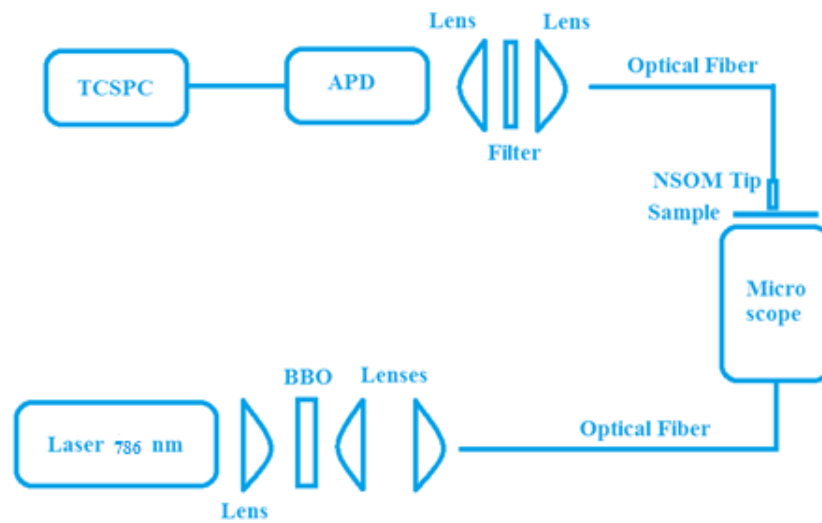 Lens
Lens
TCSPC
APD
Optical Fiber
Filter
NSOM Tip
Sample
Micro
scope
BBO
Lenses
Laser 786 nm
Optical Fiber
Lens